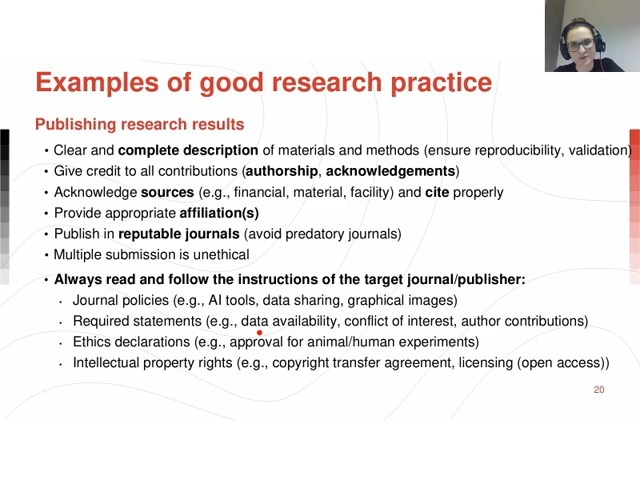 Examples of good research practice
Publishing research results
• Clear and complete description of materials and methods (ensure reproducibility, validation)
• Give credit to all contributions (authorship, acknowledgements)
• Acknowledge sources (e.g., financial, material, facility) and cite properly
• Provide appropriate affiliation(s)
• Publish in reputable journals (avoid predatory journals)
• Multiple submission is unethical
• Always read and follow the instructions of the target journal/publisher:
• Journal policies (e.g., AI tools, data sharing, graphical images)
• Required statements (e.g., data availability, conflict of interest, author contributions)
• Ethics declarations (e.g., approval for animal/human experiments)
• Intellectual property rights (e.g., copyright transfer agreement, licensing (open access))
20